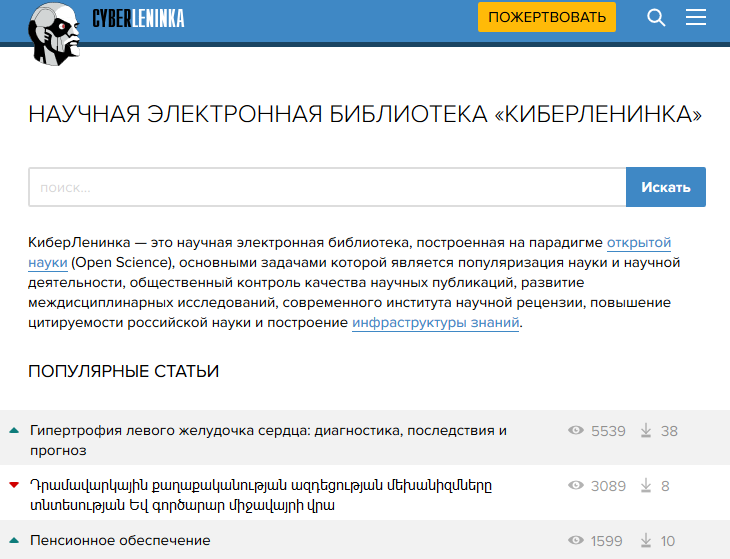 CYBERLENINKA
ПОЖЕРТВОВАТЬ
НАУЧНАЯ ЭЛЕКТРОННАЯ БИБЛИОТЕКА «КИБЕРЛЕНИНКА»
поиск...
Искать
КиберЛенинка — это научная электронная библиотека, построенная на парадигме открытой
науки (Open Science), основными задачами которой является популяризация науки и научной
деятельности, общественный контроль качества научных публикаций, развитие
междисциплинарных исследований, современного института научной рецензии, повышение
цитируемости российской науки и построение инфраструктуры знаний.
ПОПУЛЯРНЫЕ СТАТЬИ
Гипертрофия левого желудочка сердца: диагностика, последствия и
прогноз
5539 38
Դրամավարկային քաղաքականության ազդեցության մեխանիզմները
տնտեսության Եվ գործարար միջավայրի վրա
3089 8
Пенсионное обеспечение
1599 10